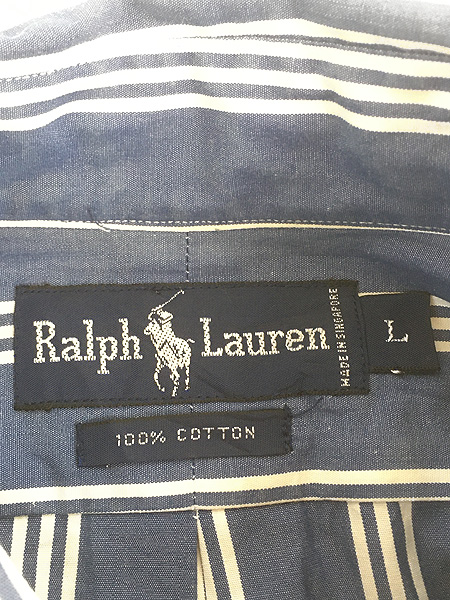 Ralph Lauren
MADE IN SINGAPORE
L
100% COTTON